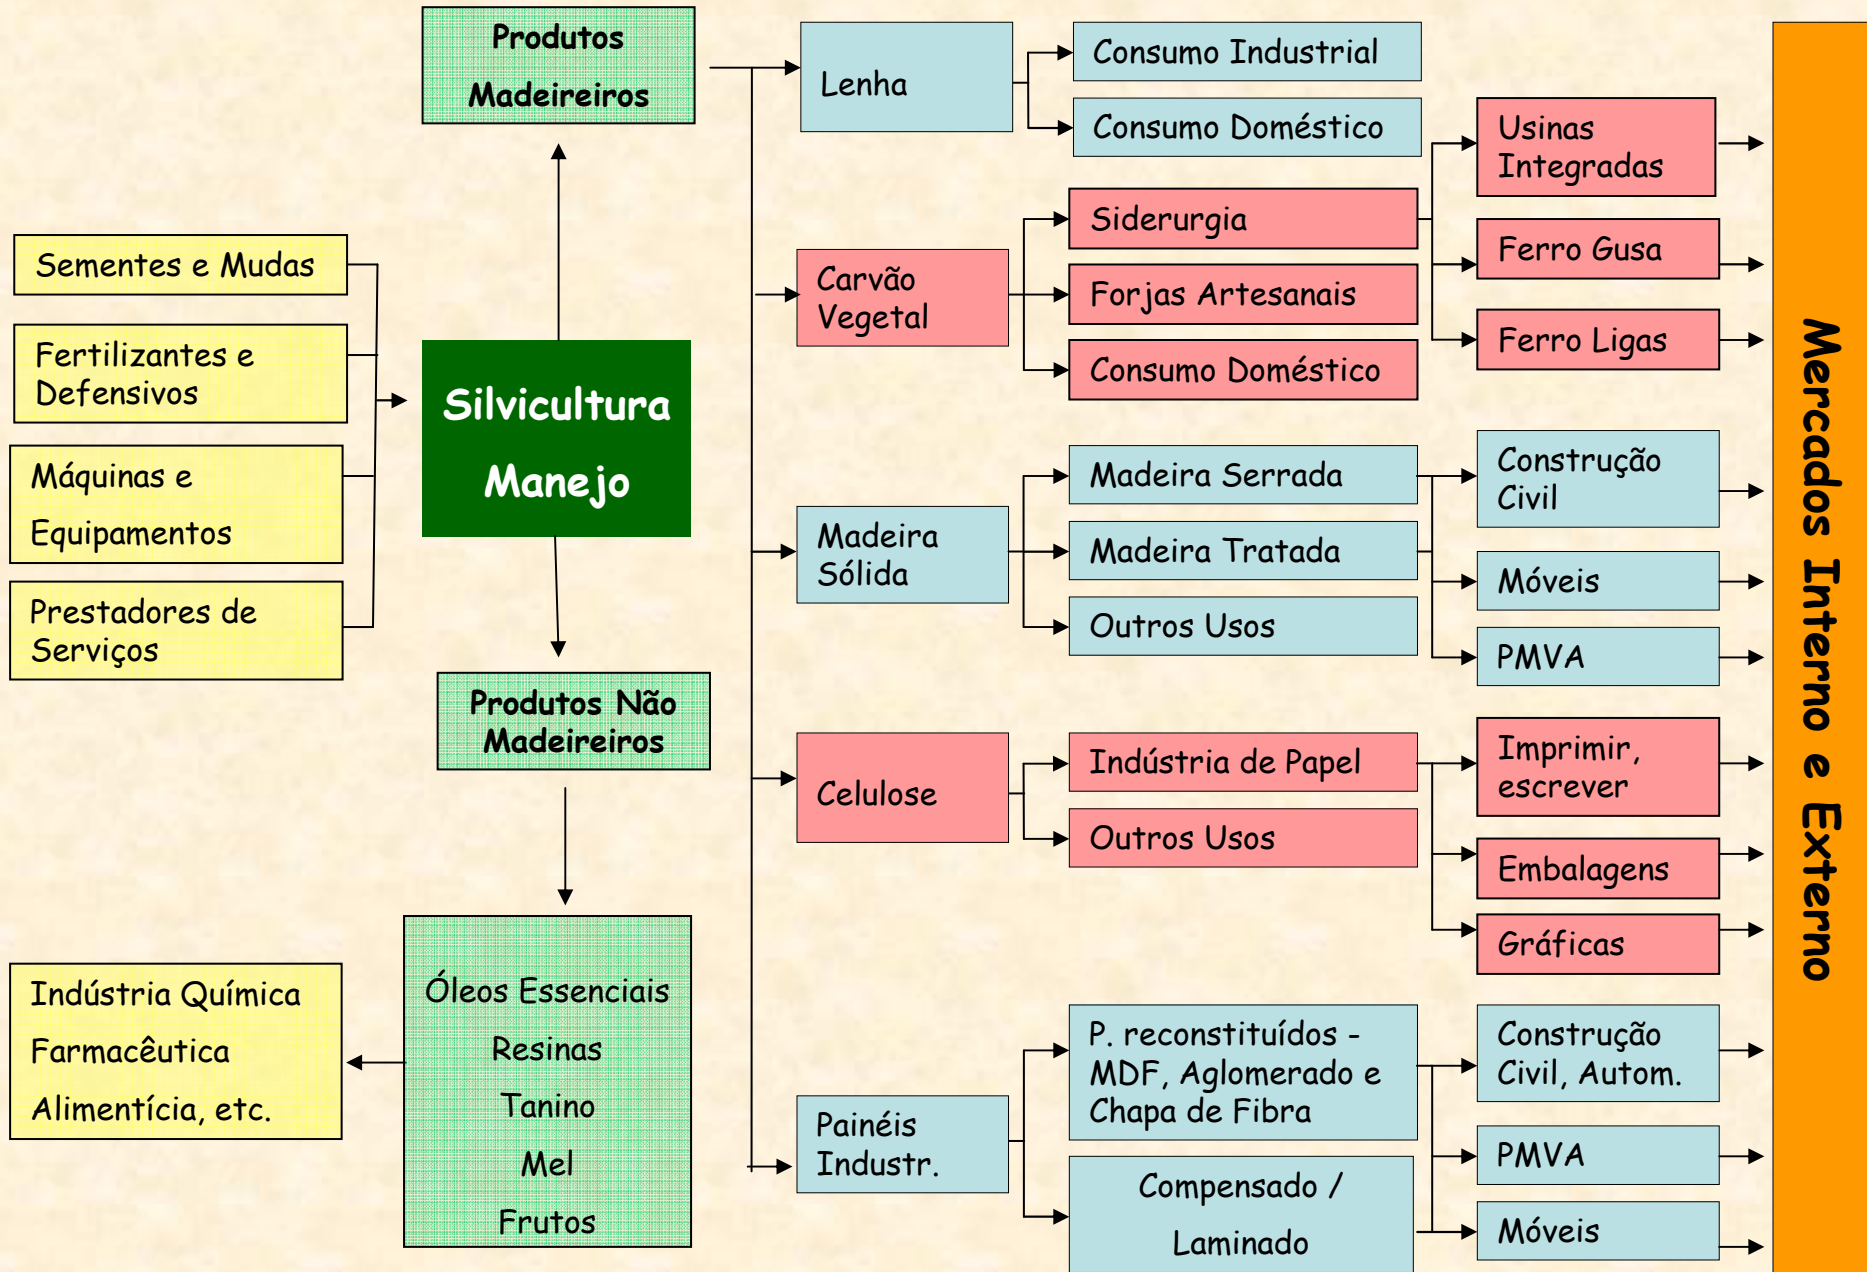 Produtos
Madeireiros
Sementes e Mudas
Fertilizantes e
Defensivos
Máquinas e
Equipamentos
Prestadores de
Serviços
Silvicultura
Manejo
Produtos Não
Madeireiros
Óleos Essenciais
Resinas
Tanino
Mel
Frutos
Indústria Química
Farmacêutica
Alimentícia, etc.
Lenha
Consumo Industrial
Consumo Doméstico
Carvão
Vegetal
Siderurgia
Forjas Artesanais
Consumo Doméstico
Usinas
Integradas
Ferro Gusa
Ferro Ligas
Madeira
Sólida
Madeira Serrada
Madeira Tratada
Outros Usos
Construção
Civil
Móveis
PMVA
Celulose
Indústria de Papel
Outros Usos
Imprimir,
escrever
Embalagens
Gráficas
Painéis
Industr.
P. reconstituídos -
MDF, Aglomerado e
Chapa de Fibra
Compensado /
Laminado
Construção
Civil, Autom.
PMVA
Móveis
Mercados Interno e Externo